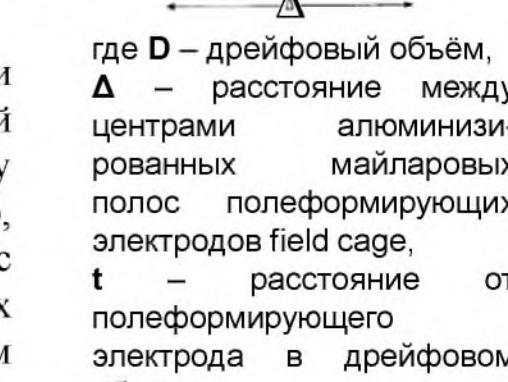 Δ
где D – дрейфовый объём,
Δ – расстояние между
центрами алюминизи-
рованных майларовых
полос полеформирующих
электродов field cage,
t – расстояние от
полеформирующего
электрода в дрейфовом